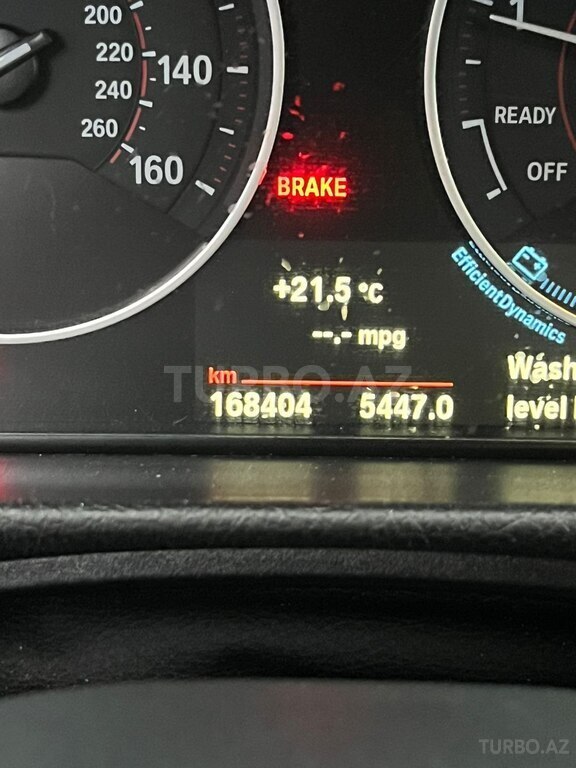 200
220
140
240
260
160
1
READY
OFF
BRAKE
EfficientDynamics
+21.5 °C
--.- mpg
km
168404 5447.0
Wash
level
TURBO.AZ
TURBO.AZ